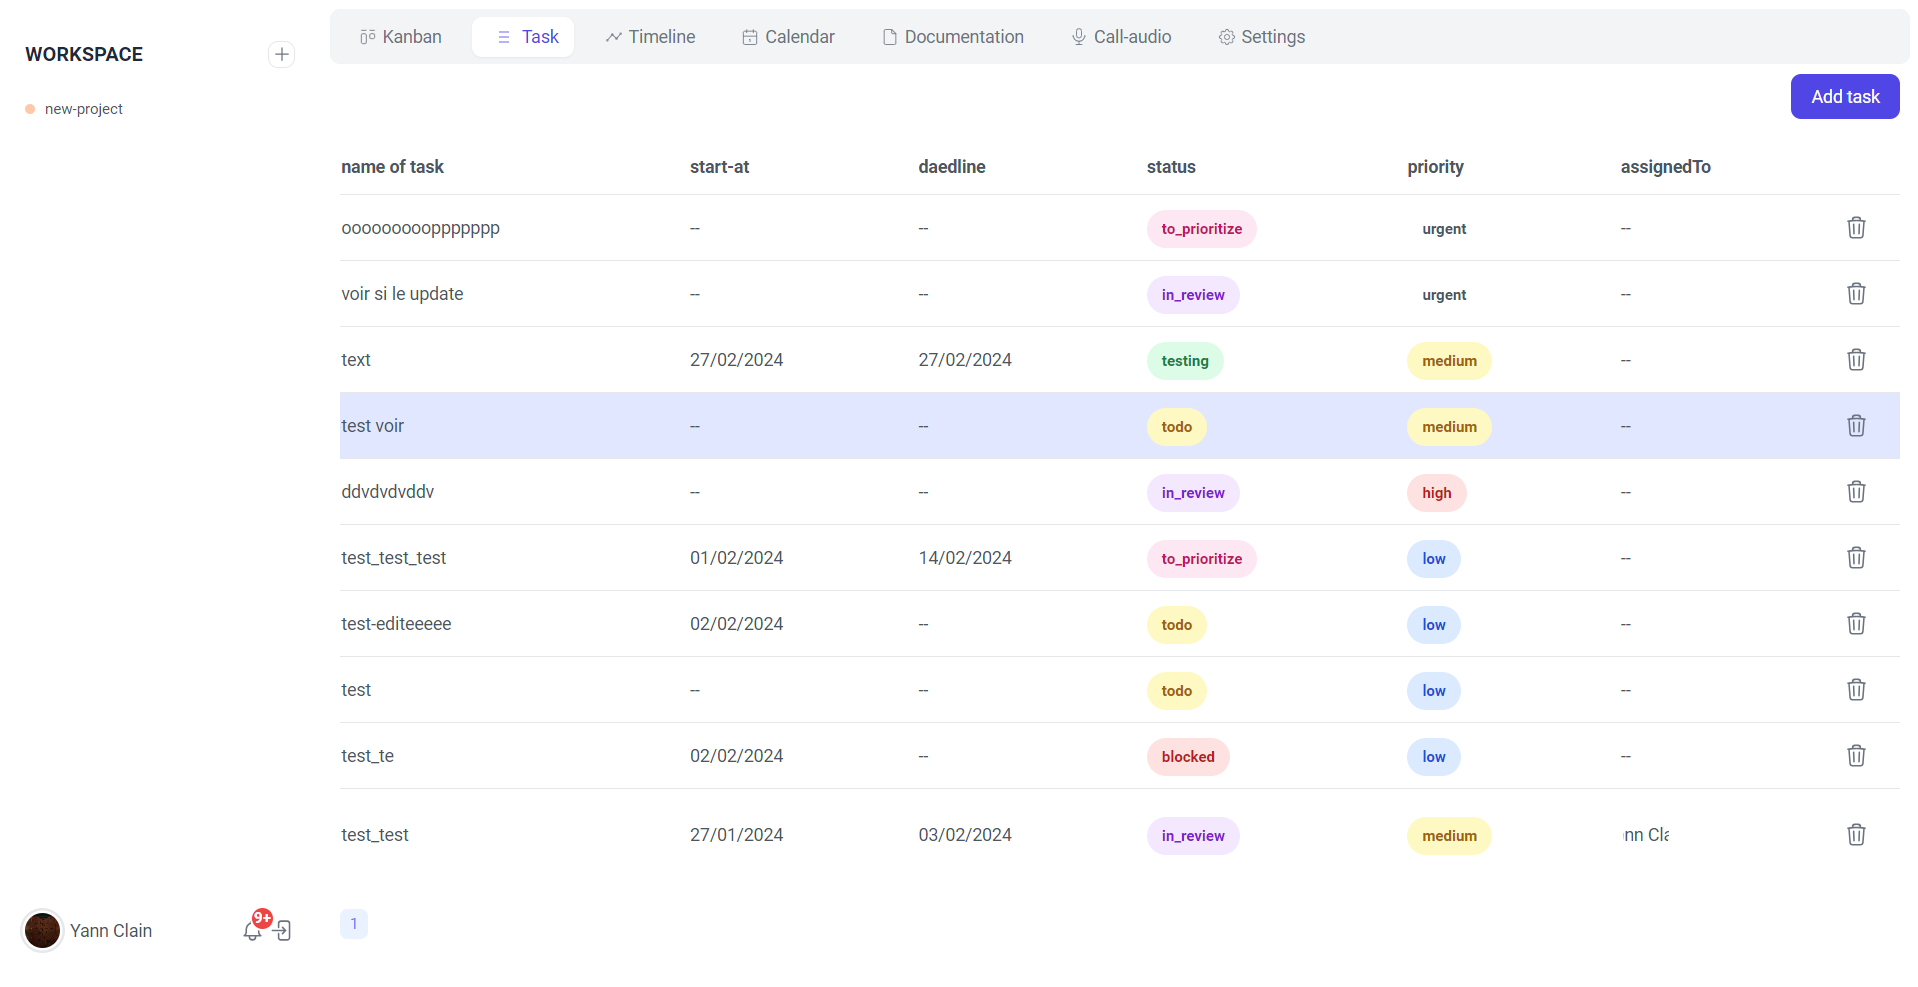 WORKSPACE
new-project
Kanban Task Timeline Calendar Documentation Call-audio Settings
Add task
name of task start-at daedline status priority assignedTo
ooooooooopppppppp -- -- to_prioritize urgent --
voir si le update -- -- in_review urgent --
text 27/02/2024 27/02/2024 testing medium --
test voir -- -- todo medium --
ddvdvdvddv -- -- in_review high --
test_test_test 01/02/2024 14/02/2024 to_prioritize low --
test-editeeeee 02/02/2024 -- todo low --
test -- -- todo low --
test_te 02/02/2024 -- blocked low --
test_test 27/01/2024 03/02/2024 in_review medium nn Cla
Yann Clain 9+
1